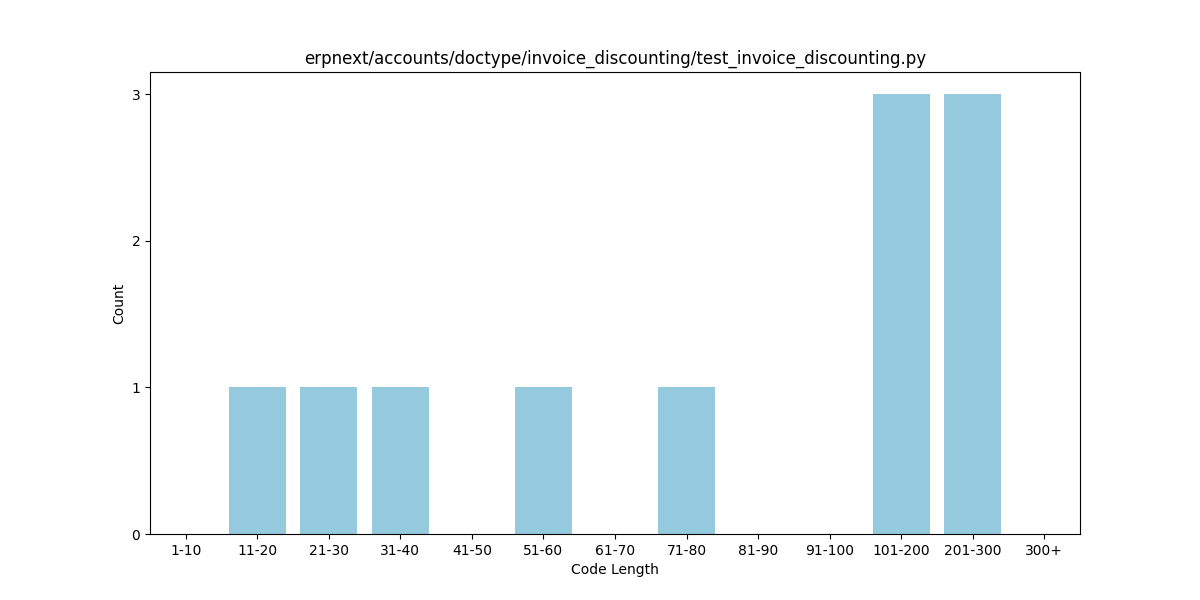 erpnext/accounts/doctype/invoice_discounting/test_invoice_discounting.py
3
2
1
0
Count
1-10 11-20 21-30 31-40 41-50 51-60 61-70 71-80 81-90 91-100 101-200 201-300 300+
Code Length